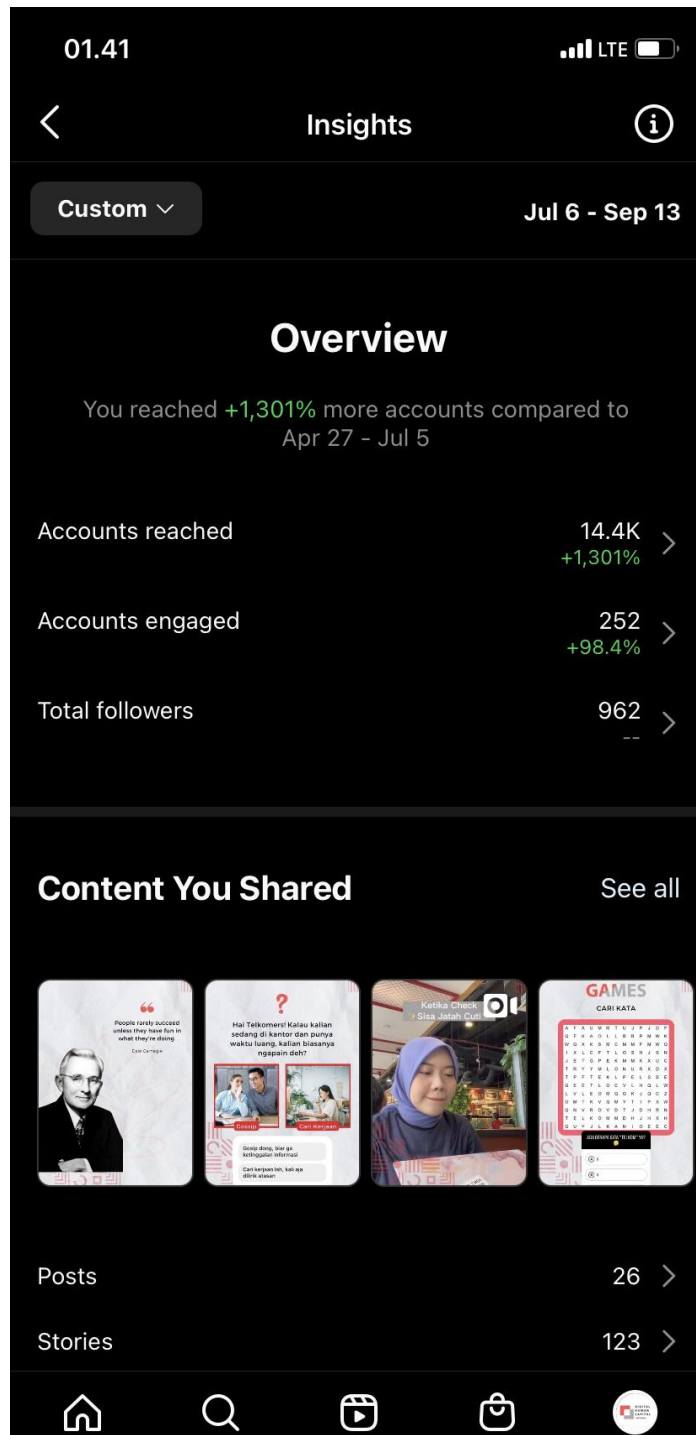 01.41
LTE
Insights
Custom
Jul 6 - Sep 13
Overview
You reached +1,301% more accounts compared to
Apr 27 - Jul 5
Accounts reached
14.4K
+1,301%
Accounts engaged
252
+98.4%
Total followers
962
--
Content You Shared
See all
People rarely succeed
unless they have fun in
what they're doing
Dale Carnegie
?
Hai Telkomers! Kalau kalian
sedang di kantor dan punya
waktu luang, kalian biasanya
ngapain deh?
Gossip
Cari Kerjaan
Gosip dong, biar ga
ketinggalan informasi
Cari kerjaan lah, kali aja
dilirik atasan
Ketika Check
Sisa Jatah Cuti
GAMES
CARI KATA
Posts
26
Stories
123
DIGITAL
HUMAN
CAPITAL